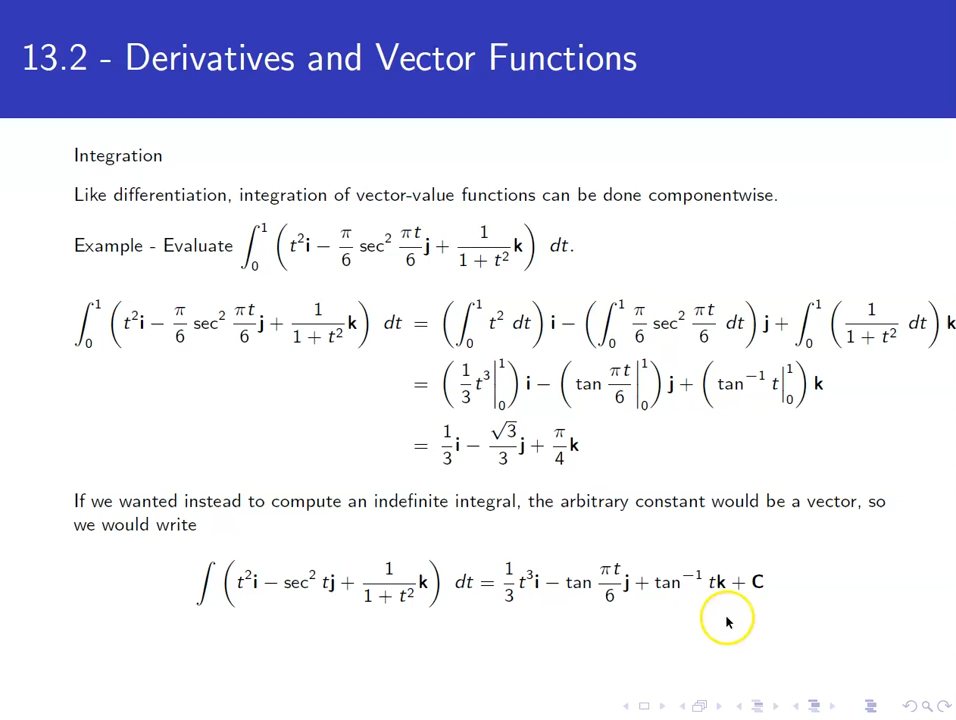 13.2 - Derivatives and Vector Functions
Integration
Like differentiation, integration of vector-value functions can be done componentwise.
Example - Evaluate ∫₀¹ (t²i − π/6 sec² πt/6 j + 1/(1 + t²) k) dt.
∫₀¹ (t²i − π/6 sec² πt/6 j + 1/(1 + t²) k) dt = (∫₀¹ t² dt) i − (∫₀¹ π/6 sec² πt/6 dt) j + ∫₀¹ (1/(1 + t²) dt) k
= (1/3 t³ |₀¹) i − (tan πt/6 |₀¹) j + (tan⁻¹ t |₀¹) k
= 1/3 i − √3/3 j + π/4 k
If we wanted instead to compute an indefinite integral, the arbitrary constant would be a vector, so
we would write
∫ (t²i − sec² tj + 1/(1 + t²) k) dt = 1/3 t³i − tan πt/6 j + tan⁻¹ tk + C